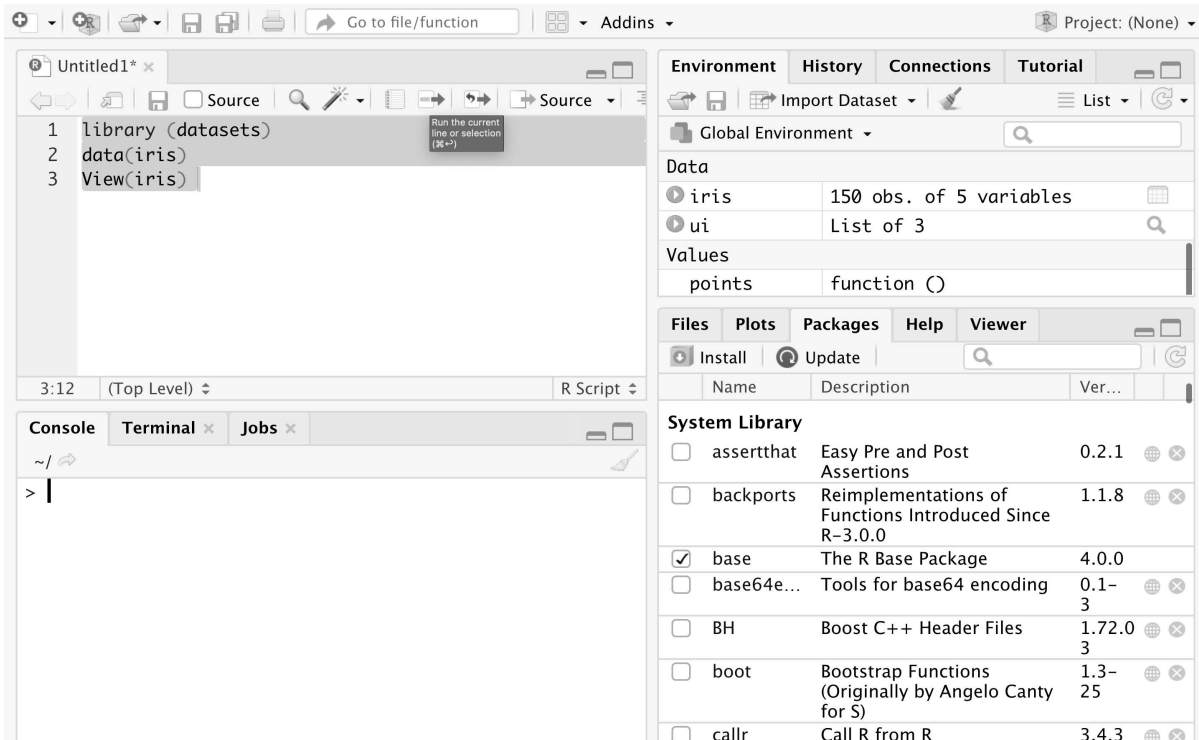 Go to file/function
Addins
Project: (None)
Untitled1*
Source
Source
Run the current
line or selection
(⌘↩)
1 library (datasets)
2 data(iris)
3 View(iris)
3:12 (Top Level) R Script
Console Terminal Jobs
~/
>
Environment History Connections Tutorial
Import Dataset List
Global Environment
Data
iris 150 obs. of 5 variables
ui List of 3
Values
points function ()
Files Plots Packages Help Viewer
Install Update
Name Description Ver...
System Library
assertthat Easy Pre and Post 0.2.1
Assertions
backports Reimplementations of 1.1.8
Functions Introduced Since
R-3.0.0
base The R Base Package 4.0.0
base64e... Tools for base64 encoding 0.1-
3
BH Boost C++ Header Files 1.72.0
3
boot Bootstrap Functions 1.3-
(Originally by Angelo Canty 25
for S)
callr Call R from R 3.4.3